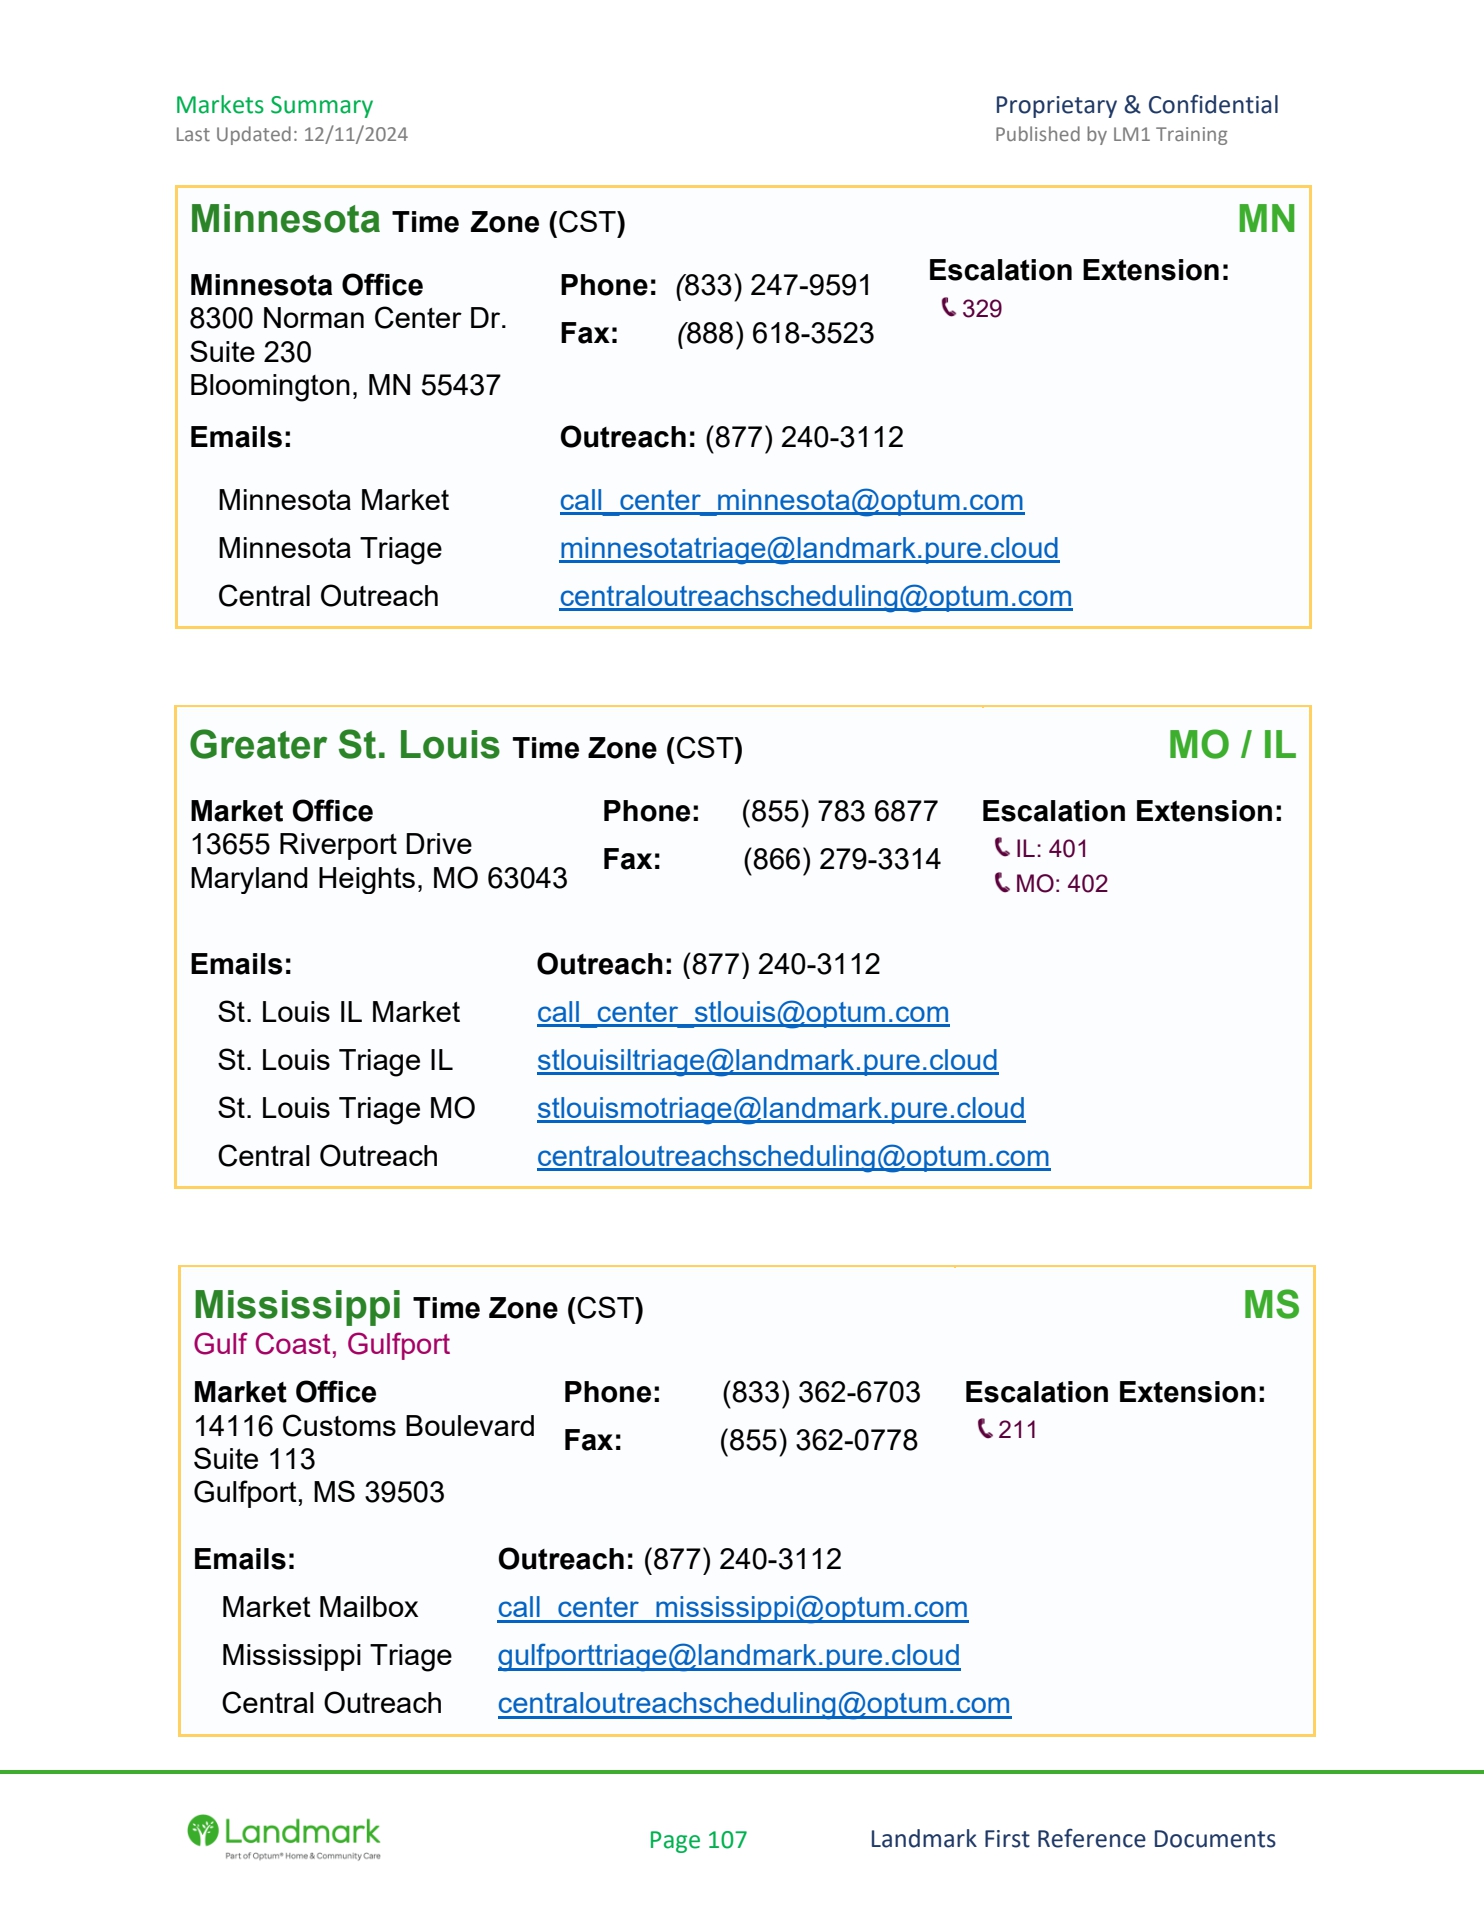 Markets Summary Proprietary & Confidential
Last Updated: 12/11/2024 Published by LM1 Training
Minnesota Time Zone (CST) MN
Minnesota Office Phone: (833) 247-9591 Escalation Extension:
8300 Norman Center Dr. Fax: (888) 618-3523 329
Suite 230
Bloomington, MN 55437
Emails: Outreach: (877) 240-3112
Minnesota Market call_center_minnesota@optum.com
Minnesota Triage minnesotatriage@landmark.pure.cloud
Central Outreach centraloutreachscheduling@optum.com
Greater St. Louis Time Zone (CST) MO / IL
Market Office Phone: (855) 783 6877 Escalation Extension:
13655 Riverport Drive Fax: (866) 279-3314 IL: 401
Maryland Heights, MO 63043 MO: 402
Emails: Outreach: (877) 240-3112
St. Louis IL Market call_center_stlouis@optum.com
St. Louis Triage IL stlouisiltriage@landmark.pure.cloud
St. Louis Triage MO stlouismotriage@landmark.pure.cloud
Central Outreach centraloutreachscheduling@optum.com
Mississippi Time Zone (CST) MS
Gulf Coast, Gulfport
Market Office Phone: (833) 362-6703 Escalation Extension:
14116 Customs Boulevard Fax: (855) 362-0778 211
Suite 113
Gulfport, MS 39503
Emails: Outreach: (877) 240-3112
Market Mailbox call_center_mississippi@optum.com
Mississippi Triage gulfporttriage@landmark.pure.cloud
Central Outreach centraloutreachscheduling@optum.com
Landmark Page 107 Landmark First Reference Documents
Part of Optum® Home & Community Care